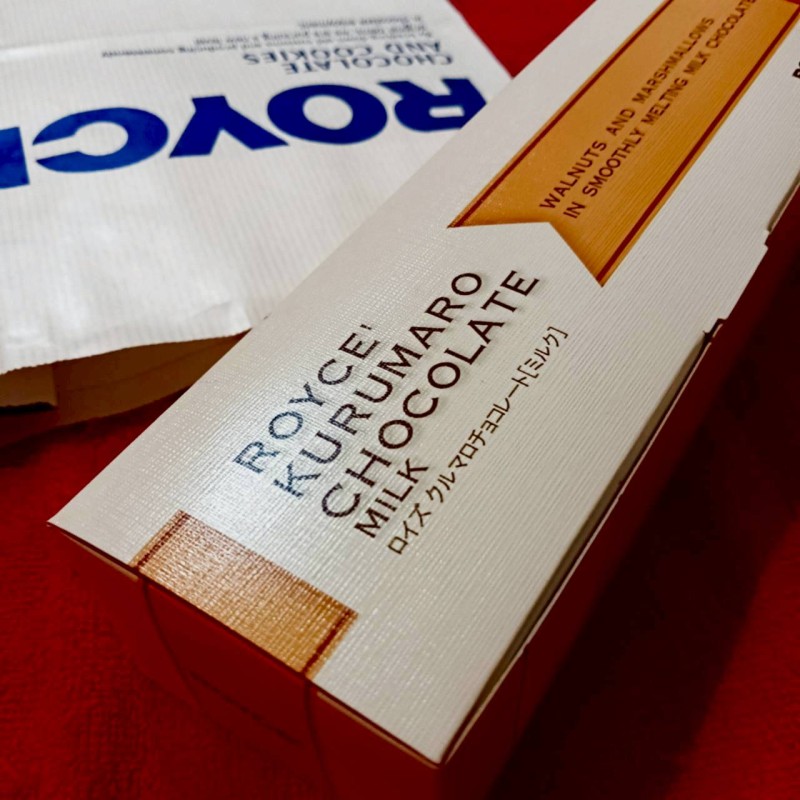 ROYCE'
KURUMARO
CHOCOLATE
MILK
ロイズ クルマロチョコレート[ミルク]
WALNUTS AND MARSHMALLOWS
IN SMOOTHLY MELTING MILK CHOCOLATE
ROYC
CHOCOLATE
AND COOKIES